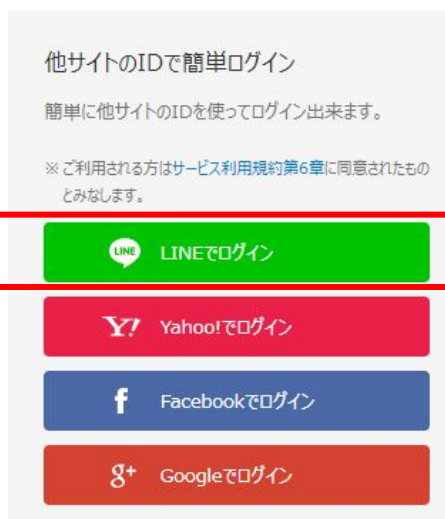 他サイトのIDで簡単ログイン
簡単に他サイトのIDを使ってログイン出来ます。
※ ご利用される方はサービス利用規約第6章に同意されたもの
とみなします。
LINE LINEでログイン
Y! Yahoo!でログイン
f Facebookでログイン
g+ Googleでログイン